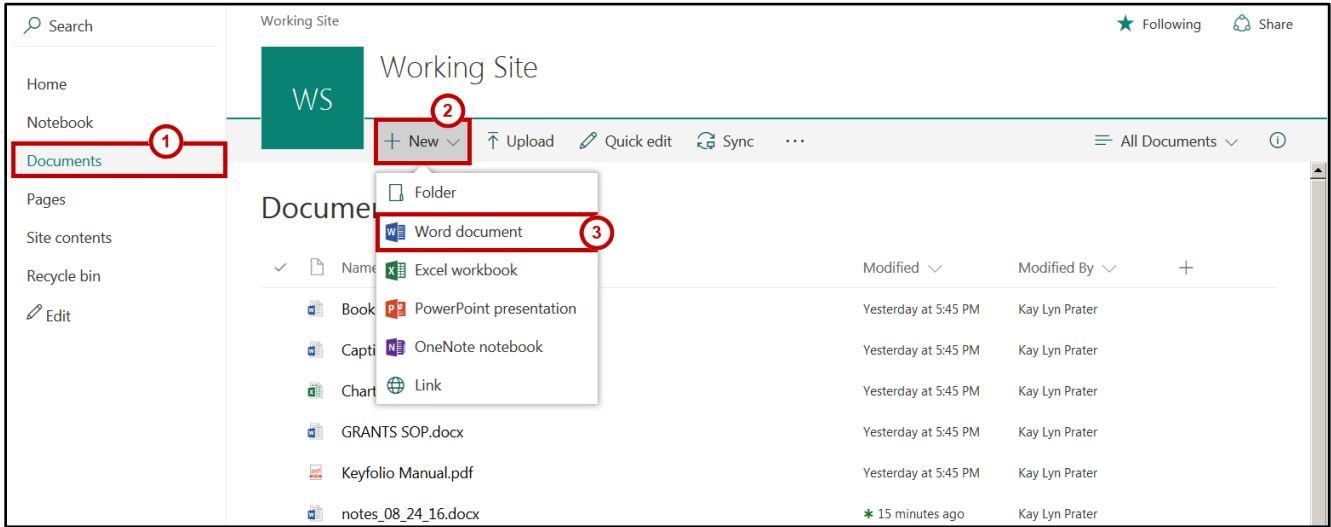 Search
Home
Notebook
1
Documents
Pages
Site contents
Recycle bin
Edit
Working Site
Following Share
WS
Working Site
2
New Upload Quick edit Sync ... All Documents
Folder
Docume
Word document 3
Name Modified Modified By
Excel workbook
Book Yesterday at 5:45 PM Kay Lyn Prater
PowerPoint presentation
Capti Yesterday at 5:45 PM Kay Lyn Prater
OneNote notebook
Chart Yesterday at 5:45 PM Kay Lyn Prater
Link
GRANTS SOP.docx Yesterday at 5:45 PM Kay Lyn Prater
Keyfolio Manual.pdf Yesterday at 5:45 PM Kay Lyn Prater
notes_08_24_16.docx 15 minutes ago Kay Lyn Prater